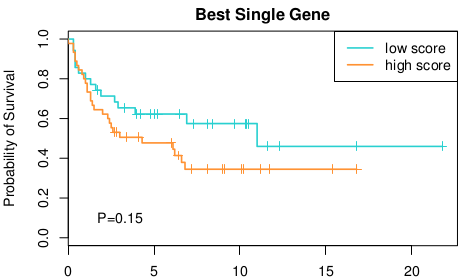 Best Single Gene
low score
high score
Probability of Survival
1.0
0.8
0.6
0.4
0.2
0.0
P=0.15
0
5
10
15
20